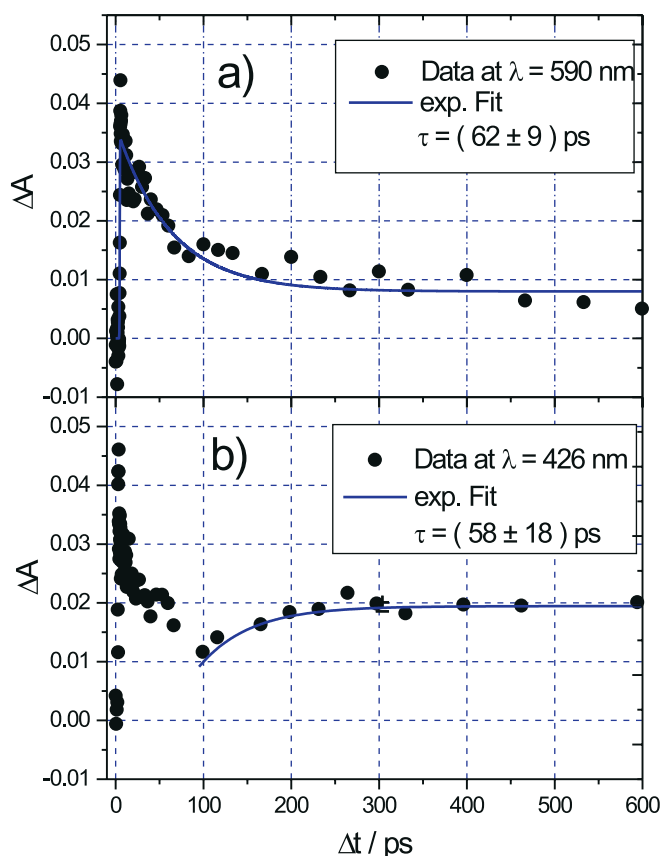 0.05
0.04
0.03
0.02
0.01
0.00
-0.01
ΔA
a)
Data at λ = 590 nm
exp. Fit
τ = ( 62 ± 9 ) ps
0.05
0.04
0.03
0.02
0.01
0.00
-0.01
ΔA
b)
Data at λ = 426 nm
exp. Fit
τ = ( 58 ± 18 ) ps
0 100 200 300 400 500 600
Δt / ps